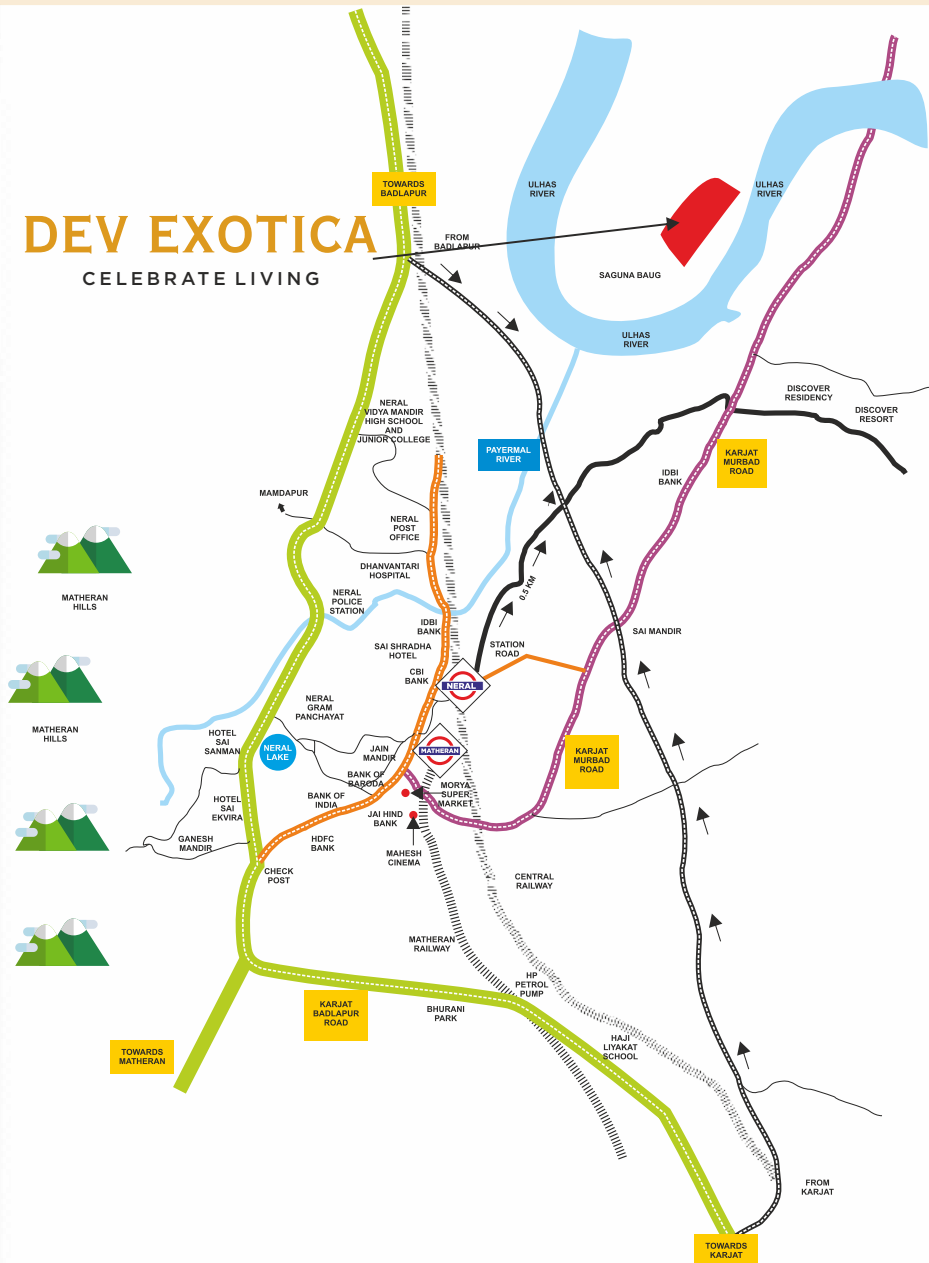 TOWARDS
BADLAPUR
ULHAS
RIVER
ULHAS
RIVER
DEV EXOTICA
CELEBRATE LIVING
FROM
BADLAPUR
SAGUNA BAUG
ULHAS
RIVER
DISCOVER
RESIDENCY
DISCOVER
RESORT
NERAL
VIDYA MANDIR
HIGH SCHOOL
AND
JUNIOR COLLEGE
PAYERMAL
RIVER
KARJAT
MURBAD
ROAD
IDBI
BANK
MAMDAPUR
NERAL
POST
OFFICE
DHANVANTARI
HOSPITAL
0.5 KM
MATHERAN
HILLS
NERAL
POLICE
STATION
IDBI
BANK
SAI MANDIR
SAI SHRADHA
HOTEL
STATION
ROAD
CBI
BANK
NERAL
NERAL
GRAM
PANCHAYAT
MATHERAN
HILLS
HOTEL
SAI
SANMAN
NERAL
LAKE
JAIN
MANDIR
MATHERAN
KARJAT
MURBAD
ROAD
BANK OF
BARODA
MORYA
SUPER
MARKET
BANK OF
INDIA
HOTEL
SAI
EKVIRA
JAI HIND
BANK
GANESH
MANDIR
HDFC
BANK
MAHESH
CINEMA
CHECK
POST
CENTRAL
RAILWAY
MATHERAN
RAILWAY
HP
PETROL
PUMP
KARJAT
BADLAPUR
ROAD
BHURANI
PARK
HAJI
LIYAKAT
SCHOOL
TOWARDS
MATHERAN
FROM
KARJAT
TOWARDS
KARJAT